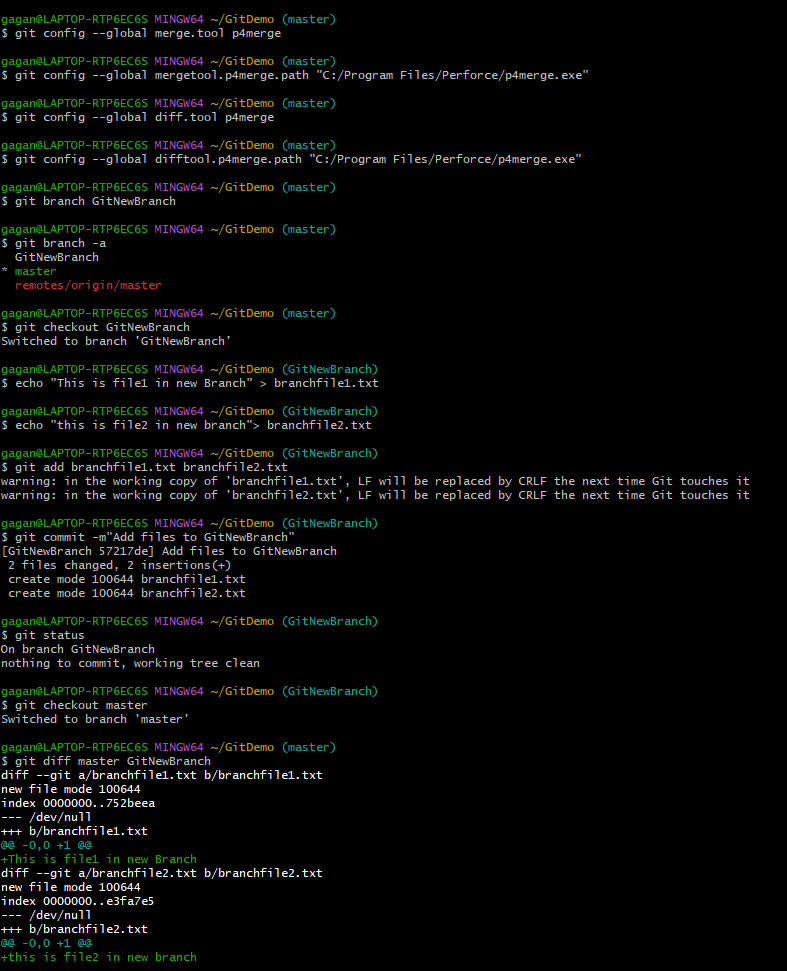 gagan@LAPTOP-RTP6EC6S MINGW64 ~/GitDemo (master)
$ git config --global merge.tool p4merge
gagan@LAPTOP-RTP6EC6S MINGW64 ~/GitDemo (master)
$ git config --global mergetool.p4merge.path "C:/Program Files/Perforce/p4merge.exe"
gagan@LAPTOP-RTP6EC6S MINGW64 ~/GitDemo (master)
$ git config --global diff.tool p4merge
gagan@LAPTOP-RTP6EC6S MINGW64 ~/GitDemo (master)
$ git config --global difftool.p4merge.path "C:/Program Files/Perforce/p4merge.exe"
gagan@LAPTOP-RTP6EC6S MINGW64 ~/GitDemo (master)
$ git branch GitNewBranch
gagan@LAPTOP-RTP6EC6S MINGW64 ~/GitDemo (master)
$ git branch -a
  GitNewBranch
* master
  remotes/origin/master
gagan@LAPTOP-RTP6EC6S MINGW64 ~/GitDemo (master)
$ git checkout GitNewBranch
Switched to branch 'GitNewBranch'
gagan@LAPTOP-RTP6EC6S MINGW64 ~/GitDemo (GitNewBranch)
$ echo "This is file1 in new Branch" > branchfile1.txt
gagan@LAPTOP-RTP6EC6S MINGW64 ~/GitDemo (GitNewBranch)
$ echo "this is file2 in new branch"> branchfile2.txt
gagan@LAPTOP-RTP6EC6S MINGW64 ~/GitDemo (GitNewBranch)
$ git add branchfile1.txt branchfile2.txt
warning: in the working copy of 'branchfile1.txt', LF will be replaced by CRLF the next time Git touches it
warning: in the working copy of 'branchfile2.txt', LF will be replaced by CRLF the next time Git touches it
gagan@LAPTOP-RTP6EC6S MINGW64 ~/GitDemo (GitNewBranch)
$ git commit -m"Add files to GitNewBranch"
[GitNewBranch 57217de] Add files to GitNewBranch
 2 files changed, 2 insertions(+)
 create mode 100644 branchfile1.txt
 create mode 100644 branchfile2.txt
gagan@LAPTOP-RTP6EC6S MINGW64 ~/GitDemo (GitNewBranch)
$ git status
On branch GitNewBranch
nothing to commit, working tree clean
gagan@LAPTOP-RTP6EC6S MINGW64 ~/GitDemo (GitNewBranch)
$ git checkout master
Switched to branch 'master'
gagan@LAPTOP-RTP6EC6S MINGW64 ~/GitDemo (master)
$ git diff master GitNewBranch
diff --git a/branchfile1.txt b/branchfile1.txt
new file mode 100644
index 0000000..752beea
--- /dev/null
+++ b/branchfile1.txt
@@ -0,0 +1 @@
+This is file1 in new Branch
diff --git a/branchfile2.txt b/branchfile2.txt
new file mode 100644
index 0000000..e3fa7e5
--- /dev/null
+++ b/branchfile2.txt
@@ -0,0 +1 @@
+this is file2 in new branch